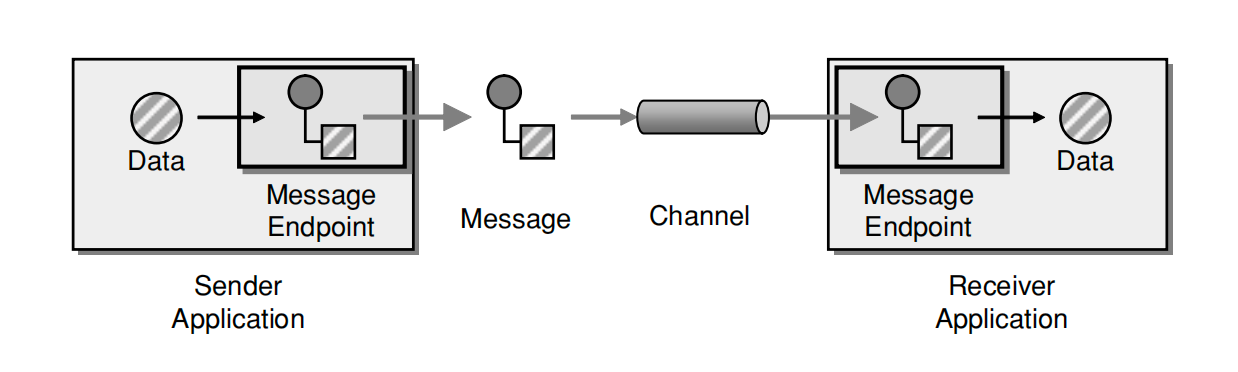 Data
Message
Endpoint
Message
Channel
Message
Endpoint
Data
Sender
Application
Receiver
Application